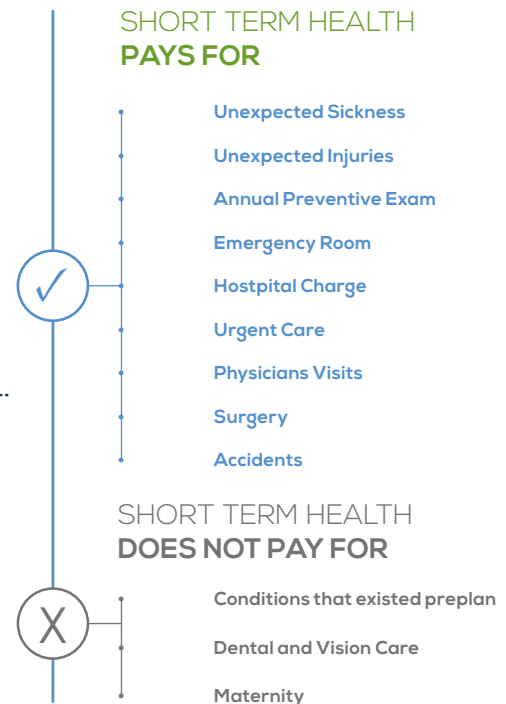 SHORT TERM HEALTH
PAYS FOR
Unexpected Sickness
Unexpected Injuries
Annual Preventive Exam
Emergency Room
Hostpital Charge
Urgent Care
Physicians Visits
..
Surgery
Accidents
SHORT TERM HEALTH
DOES NOT PAY FOR
X
Conditions that existed preplan
Dental and Vision Care
Maternity